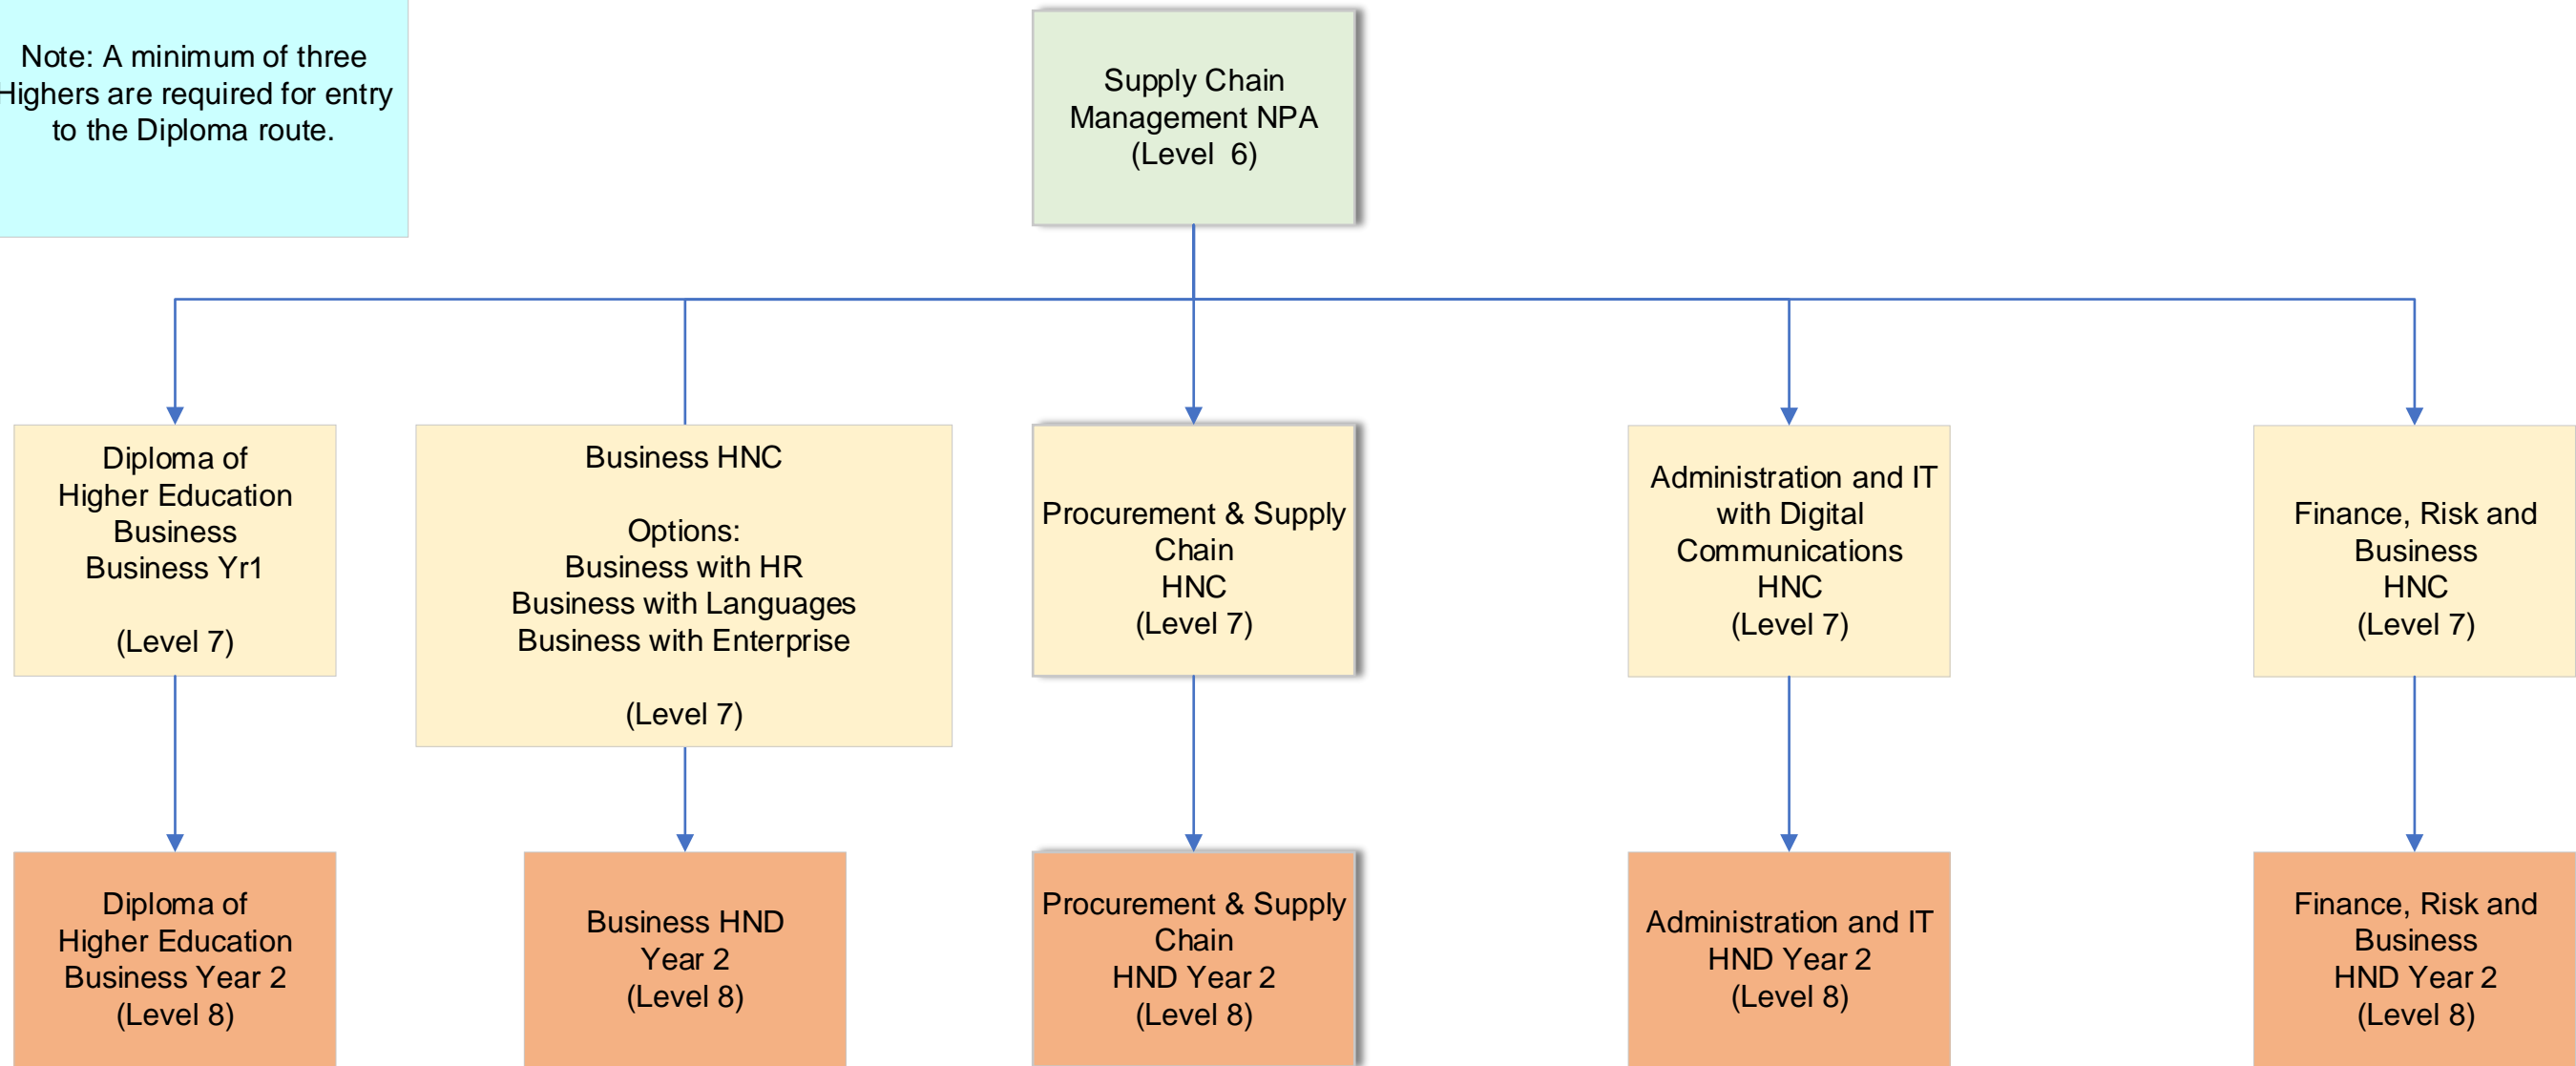 Note: A minimum of three
Highers are required for entry
to the Diploma route.
Supply Chain
Management NPA
(Level 6)
Diploma of
Higher Education
Business
Business Yr1
(Level 7)
Business HNC
Options:
Business with HR
Business with Languages
Business with Enterprise
(Level 7)
Procurement & Supply
Chain
HNC
(Level 7)
Administration and IT
with Digital
Communications
HNC
(Level 7)
Finance, Risk and
Business
HNC
(Level 7)
Diploma of
Higher Education
Business Year 2
(Level 8)
Business HND
Year 2
(Level 8)
Procurement & Supply
Chain
HND Year 2
(Level 8)
Administration and IT
HND Year 2
(Level 8)
Finance, Risk and
Business
HND Year 2
(Level 8)